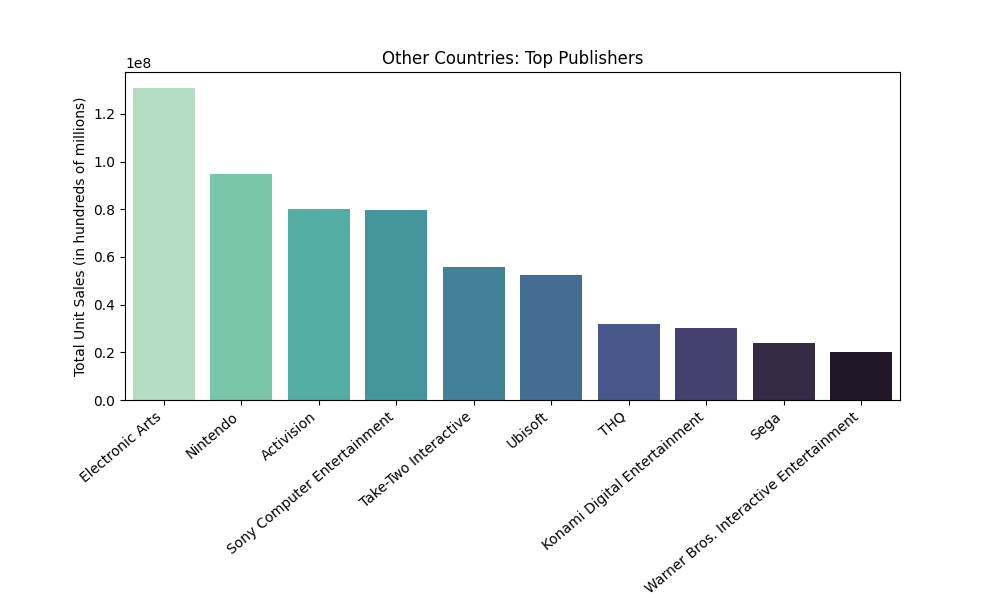 Other Countries: Top Publishers
1e8
Total Unit Sales (in hundreds of millions)
1.2
1.0
0.8
0.6
0.4
0.2
0.0
Electronic Arts
Nintendo
Activision
Sony Computer Entertainment
Take-Two Interactive
Ubisoft
THQ
Konami Digital Entertainment
Sega
Warner Bros. Interactive Entertainment